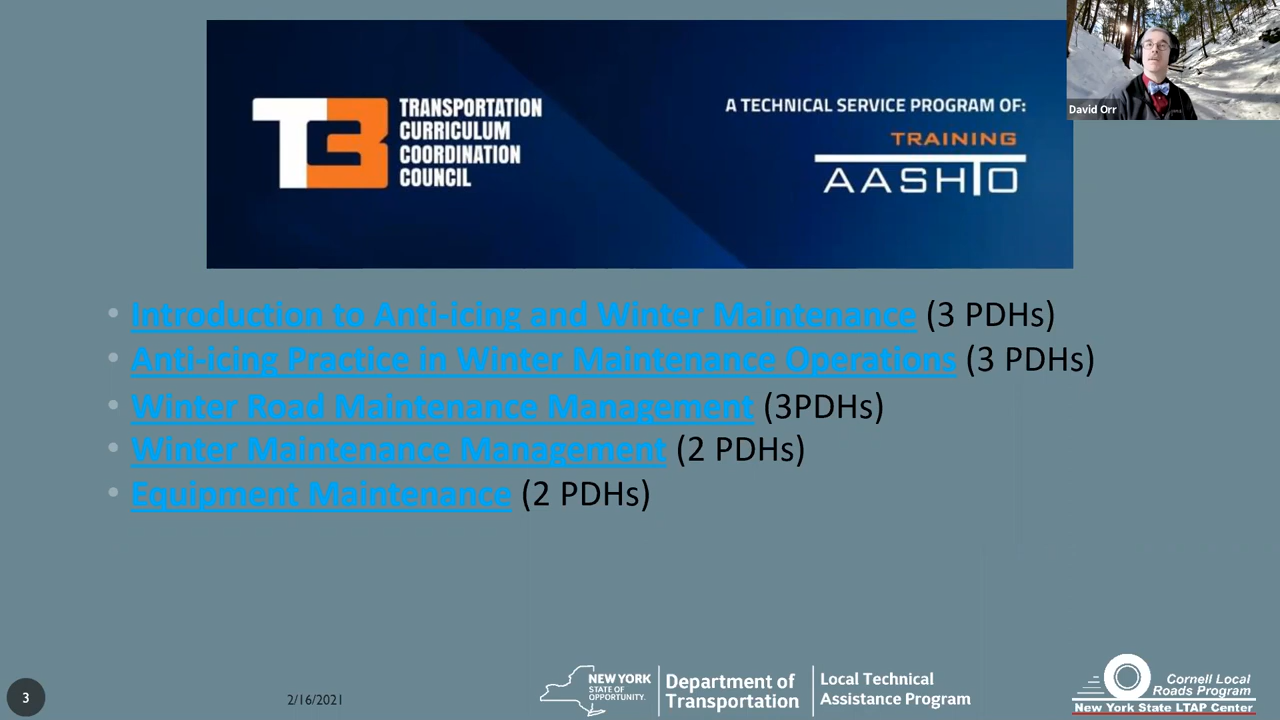 T3 TRANSPORTATION
CURRICULUM
COORDINATION
COUNCIL
A TECHNICAL SERVICE PROGRAM OF:
TRAINING
AASHTO
David Orr
• Introduction to Anti-icing and Winter Maintenance (3 PDHs)
• Anti-icing Practice in Winter Maintenance Operations (3 PDHs)
• Winter Road Maintenance Management (3PDHs)
• Winter Maintenance Management (2 PDHs)
• Equipment Maintenance (2 PDHs)
3
2/16/2021
NEW YORK
STATE OF
OPPORTUNITY.
Department of
Transportation
Local Technical
Assistance Program
Cornell Local
Roads Program
New York State LTAP Center